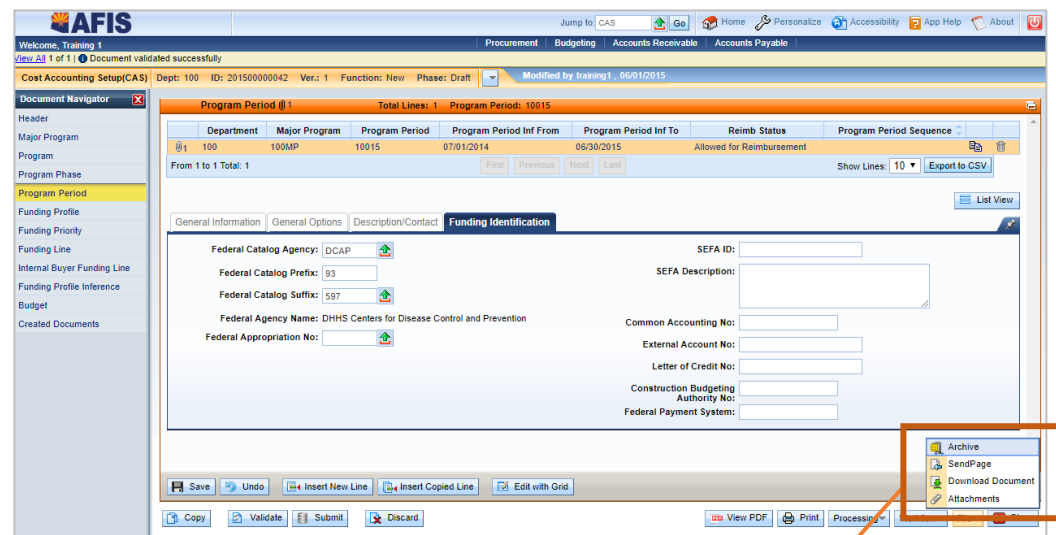 AFIS
Jump to: CAS Go Home Personalize Accessibility App Help About
Welcome, Training 1 Procurement Budgeting Accounts Receivable Accounts Payable
View All 1 of 1 | Document validated successfully
Cost Accounting Setup(CAS) Dept: 100 ID: 201500000042 Ver.: 1 Function: New Phase: Draft Modified by training1 , 06/01/2015
Document Navigator
Header
Major Program
Program
Program Phase
Program Period
Funding Profile
Funding Priority
Funding Line
Internal Buyer Funding Line
Funding Profile Inference
Budget
Created Documents
Program Period 1 Total Lines: 1 Program Period: 10015
Department Major Program Program Period Program Period Inf From Program Period Inf To Reimb Status Program Period Sequence
1 100 100MP 10015 07/01/2014 06/30/2015 Allowed for Reimbursement
From 1 to 1 Total: 1 First Previous Next Last Show Lines: 10 Export to CSV
List View
General Information General Options Description/Contact Funding Identification
Federal Catalog Agency: DCAP
Federal Catalog Prefix: 93
Federal Catalog Suffix: 597
Federal Agency Name: DHHS Centers for Disease Control and Prevention
Federal Appropriation No:
SEFA ID:
SEFA Description:
Common Accounting No:
External Account No:
Letter of Credit No:
Construction Budgeting
Authority No:
Federal Payment System:
Archive
SendPage
Download Document
Attachments
Save Undo Insert New Line Insert Copied Line Edit with Grid
Copy Validate Submit Discard View PDF Print Processing